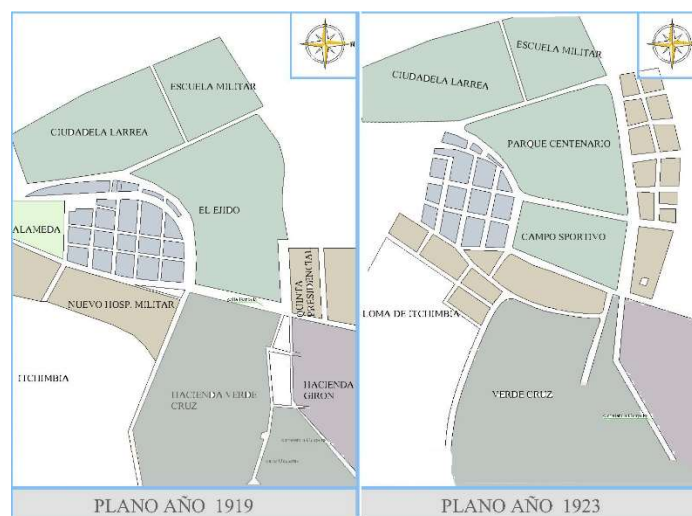 ESCUELA MILITAR
CIUDADELA LARREA
EL EJIDO
ALAMEDA
NUEVO HOSP. MILITAR
QUINTA
PRESIDENCIAL
ITCHIMBIA
HACIENDA VERDE
CRUZ
HACIENDA
GIRON
PLANO AÑO 1919
ESCUELA MILITAR
CIUDADELA LARREA
PARQUE CENTENARIO
CAMPO SPORTIVO
LOMA DE ITCHIMBIA
VERDE CRUZ
PLANO AÑO 1923